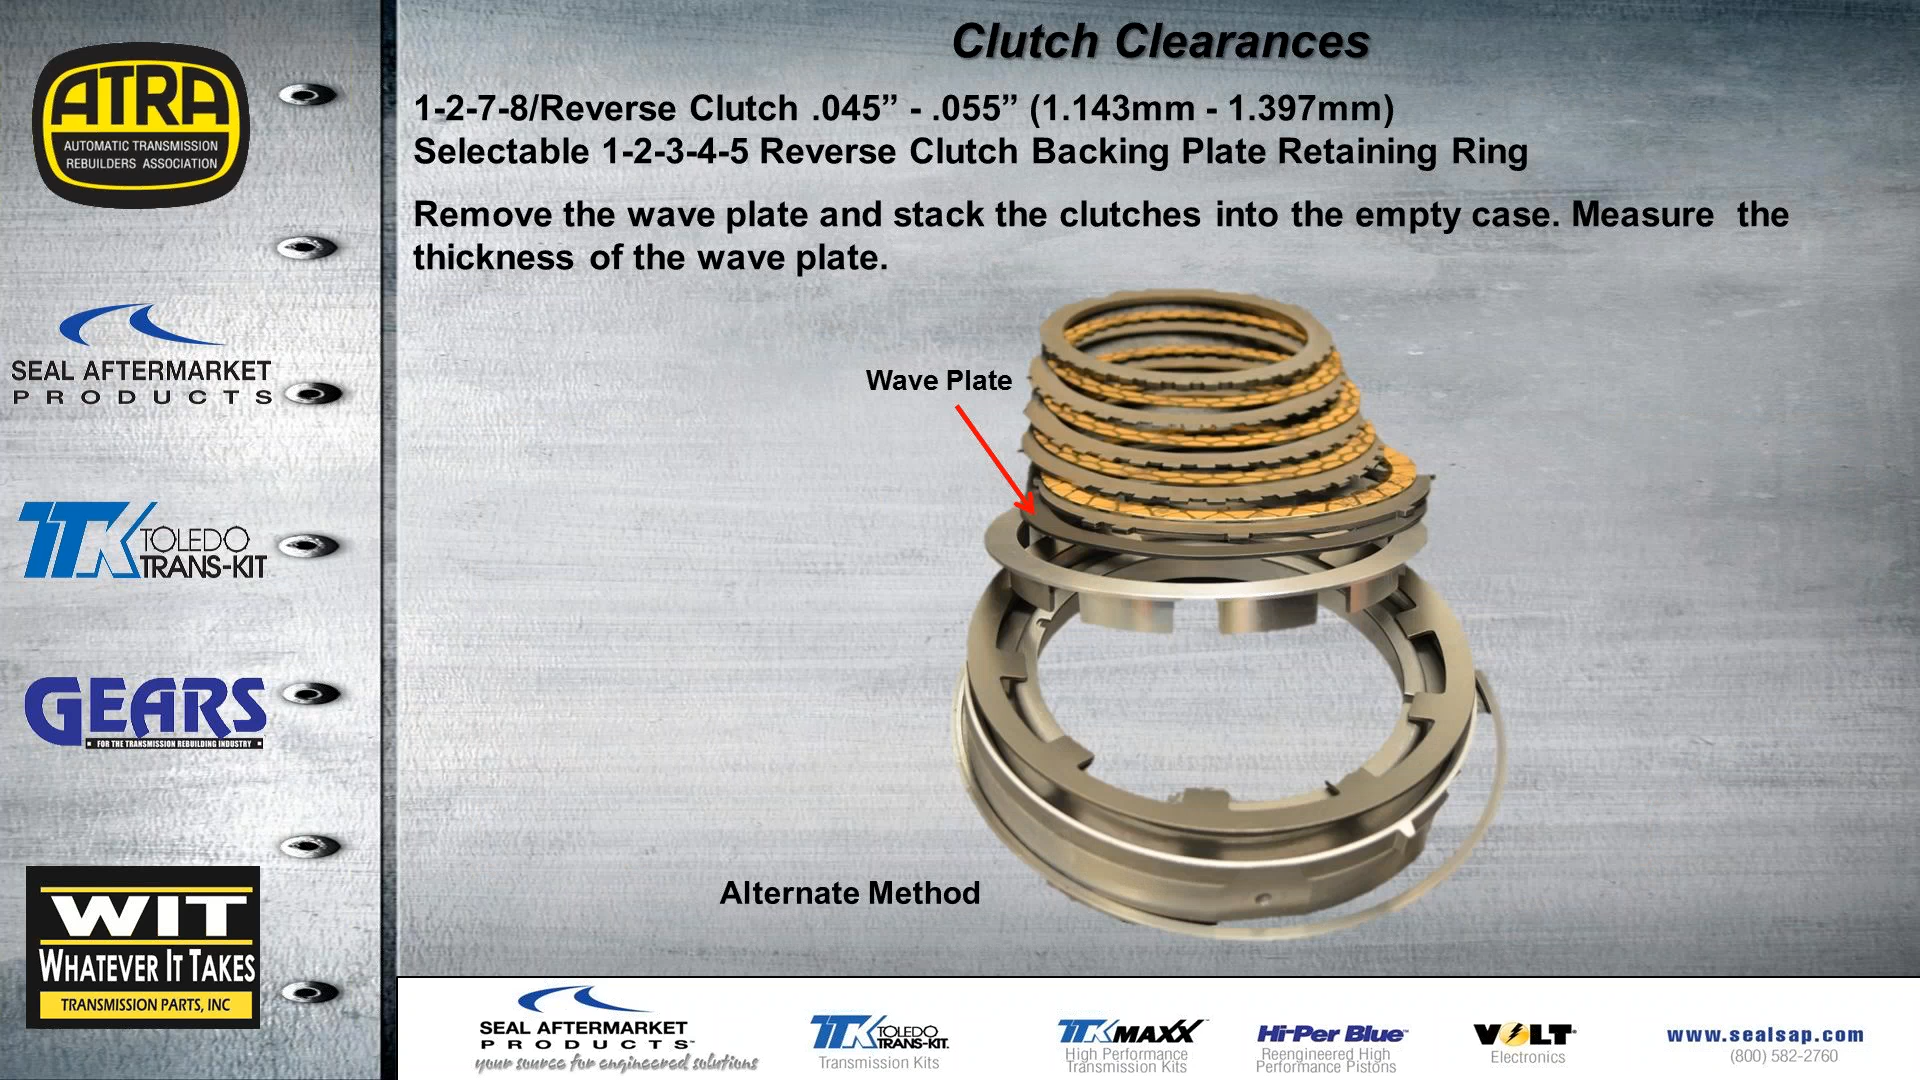 Clutch Clearances
1-2-7-8/Reverse Clutch .045” - .055” (1.143mm - 1.397mm)
Selectable 1-2-3-4-5 Reverse Clutch Backing Plate Retaining Ring
Remove the wave plate and stack the clutches into the empty case. Measure the
thickness of the wave plate.
Wave Plate
Alternate Method
ATRA
AUTOMATIC TRANSMISSION
REBUILDERS ASSOCIATION
SEAL AFTERMARKET
PRODUCTS
TTK TOLEDO
TRANS-KIT
GEARS
FOR THE TRANSMISSION REBUILDING INDUSTRY
WIT
WHATEVER IT TAKES
TRANSMISSION PARTS, INC
SEAL AFTERMARKET
PRODUCTS™
your source for engineered solutions
TTK TOLEDO
TRANS-KIT.
Transmission Kits
TTKMAXX™
High Performance
Transmission Kits
Hi-Per Blue™
Reengineered High
Performance Pistons
VOLT
Electronics
www.sealsap.com
(800) 582-2760